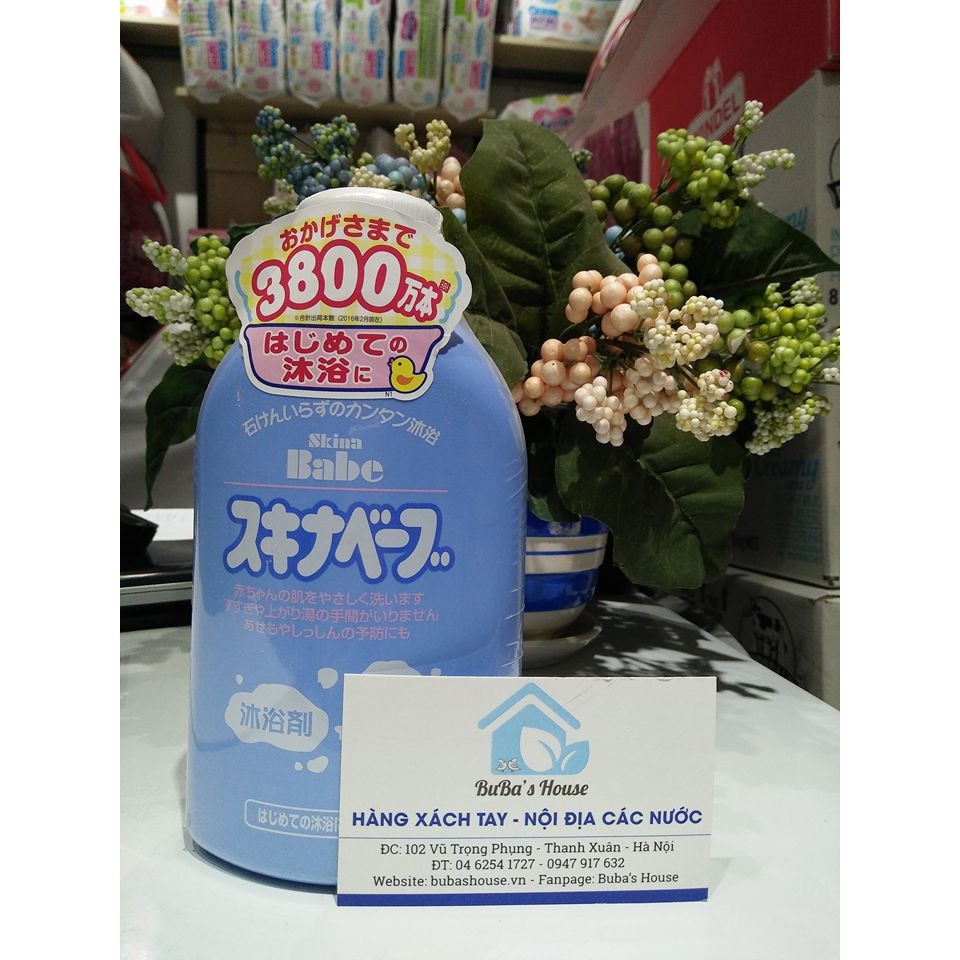 おかげさまで
3800万本※
※合計出荷本数(2016年2月現在)
はじめての
沐浴に
N1
石けんいらずのカンタン沐浴
Skina
Babe
スキナベーブ
赤ちゃんの肌をやさしく洗います
すすぎや上がり湯の手間がいりません
あせもやしっしんの予防にも
沐浴剤
はじめての沐浴に
BuBa's House
HÀNG XÁCH TAY - NỘI ĐỊA CÁC NƯỚC
ĐC: 102 Vũ Trọng Phụng - Thanh Xuân - Hà Nội
ĐT: 04 6254 1727 - 0947 917 632
Website: bubashouse.vn - Fanpage: Buba's House